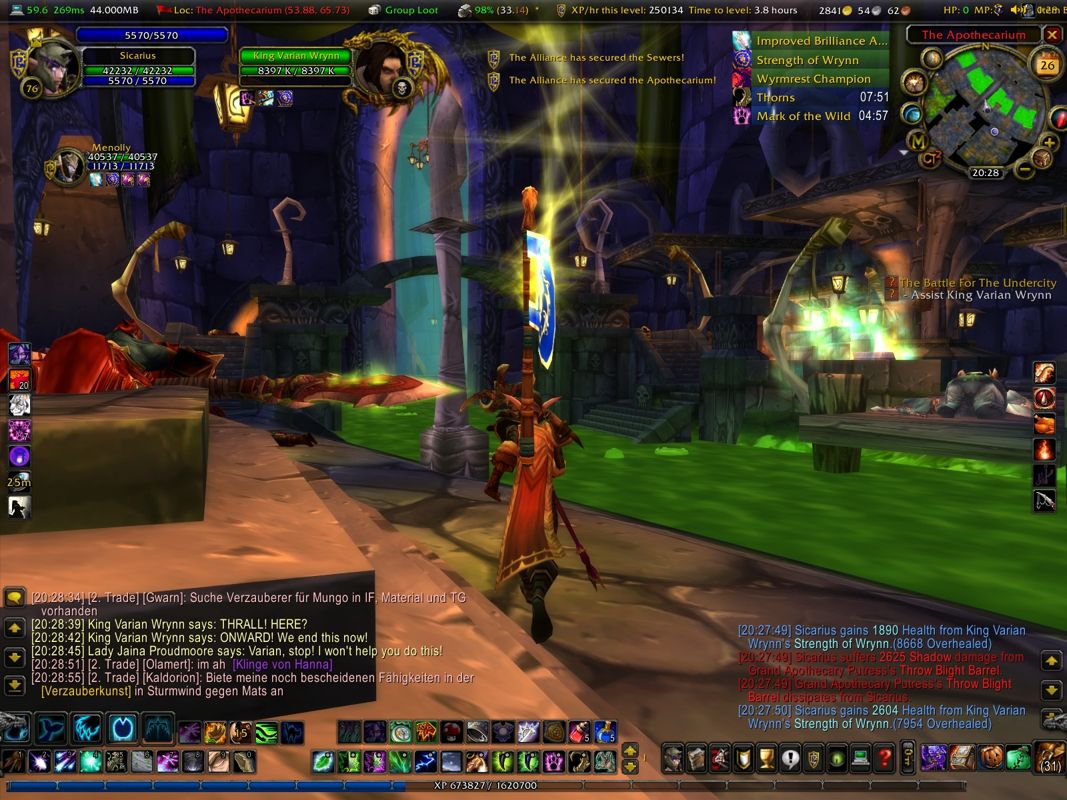 59.6 269ms 44.000MB
Loc: The Apothecarium (53.88, 65.73)
Group Loot
98% (33.14) *
XP/hr this level: 250134 Time to level: 3.8 hours
2841 54 62
HP: 0 MP:
5570/5570
Sicarius
42232 / 42232
5570 / 5570
76
King Varian Wrynn
8397 K / 8397 K
The Alliance has secured the Sewers!
The Alliance has secured the Apothecarium!
Improved Brilliance A...
Strength of Wrynn
Wyrmrest Champion
Thorns 07:51
Mark of the Wild 04:57
The Apothecarium
N
26
M
20:28
Menolly
40537 / 40537
11713 / 11713
? The Battle For The Undercity
? - Assist King Varian Wrynn
20
25m
[20:28:34] [2. Trade] [Gwarn]: Suche Verzauberer für Mungo in IF, Material und TG
vorhanden
[20:28:39] King Varian Wrynn says: THRALL! HERE?
[20:28:42] King Varian Wrynn says: ONWARD! We end this now!
[20:28:45] Lady Jaina Proudmoore says: Varian, stop! I won't help you do this!
[20:28:51] [2. Trade] [Olamert]: im ah [Klinge von Hanna]
[20:28:55] [2. Trade] [Kaldorion]: Biete meine noch bescheidenen Fähigkeiten in der
[Verzauberkunst] in Sturmwind gegen Mats an
[20:27:49] Sicarius gains 1890 Health from King Varian
Wrynn's Strength of Wrynn.(8668 Overhealed)
[20:27:49] Sicarius suffers 2625 Shadow damage from
Grand Apothecary Putress's Throw Blight Barrel.
[20:27:49] Grand Apothecary Putress's Throw Blight
Barrel dissipates from Sicarius.
[20:27:50] Sicarius gains 2604 Health from King Varian
Wrynn's Strength of Wrynn.(7954 Overhealed)
15
5
5
1
(31)
XP 673827 / 1620700